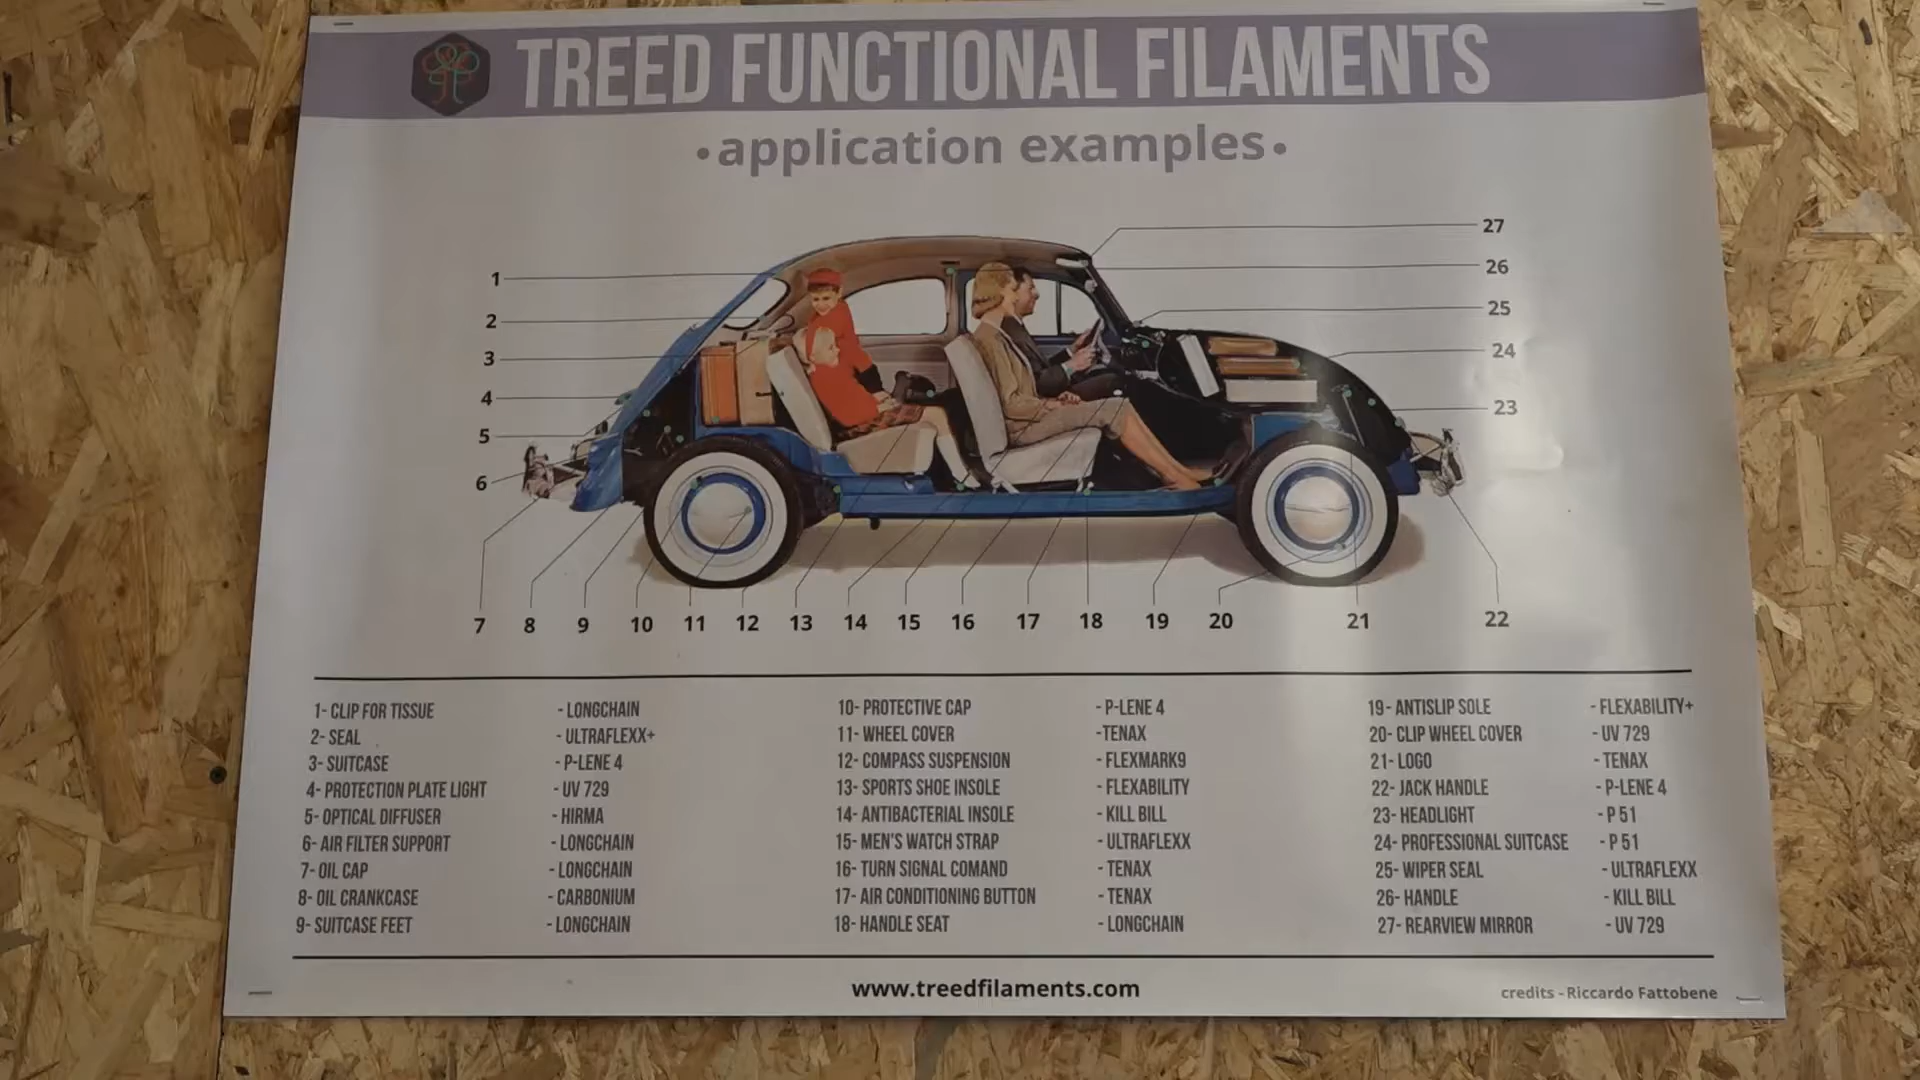 TREED FUNCTIONAL FILAMENTS
•application examples•
1
2
3
4
5
6
7 8 9 10 11 12 13 14 15 16 17 18 19 20 21 22
27
26
25
24
23
1- CLIP FOR TISSUE - LONGCHAIN
2- SEAL - ULTRAFLEXX+
3- SUITCASE - P-LENE 4
4- PROTECTION PLATE LIGHT - UV 729
5- OPTICAL DIFFUSER - HIRMA
6- AIR FILTER SUPPORT - LONGCHAIN
7- OIL CAP - LONGCHAIN
8- OIL CRANKCASE - CARBONIUM
9- SUITCASE FEET - LONGCHAIN
10- PROTECTIVE CAP - P-LENE 4
11- WHEEL COVER -TENAX
12- COMPASS SUSPENSION - FLEXMARK9
13- SPORTS SHOE INSOLE - FLEXABILITY
14- ANTIBACTERIAL INSOLE - KILL BILL
15- MEN'S WATCH STRAP - ULTRAFLEXX
16- TURN SIGNAL COMAND - TENAX
17- AIR CONDITIONING BUTTON - TENAX
18- HANDLE SEAT - LONGCHAIN
19- ANTISLIP SOLE - FLEXABILITY+
20- CLIP WHEEL COVER - UV 729
21- LOGO - TENAX
22- JACK HANDLE - P-LENE 4
23- HEADLIGHT - P 51
24- PROFESSIONAL SUITCASE - P 51
25- WIPER SEAL - ULTRAFLEXX
26- HANDLE - KILL BILL
27- REARVIEW MIRROR - UV 729
www.treedfilaments.com
credits - Riccardo Fattobene